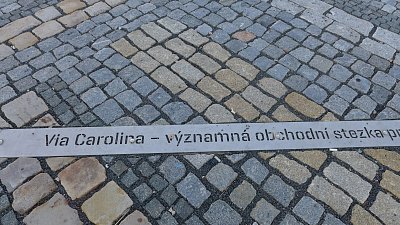 Via Carolina – významná obchodní stezka